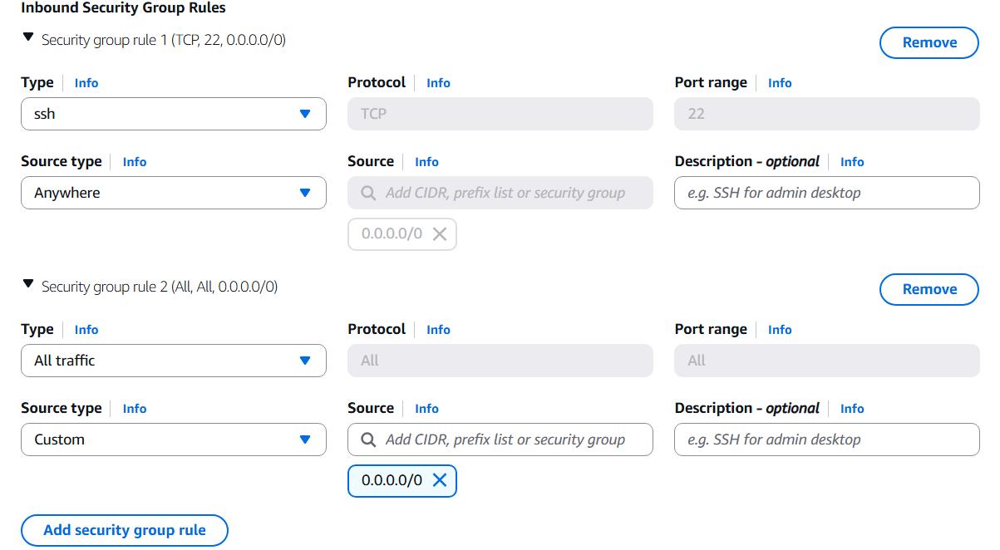 Inbound Security Group Rules
Security group rule 1 (TCP, 22, 0.0.0.0/0)
Remove
Type Info
Protocol Info
Port range Info
ssh
TCP
22
Source type Info
Source Info
Description - optional Info
Anywhere
Add CIDR, prefix list or security group
e.g. SSH for admin desktop
0.0.0.0/0
Security group rule 2 (All, All, 0.0.0.0/0)
Remove
Type Info
Protocol Info
Port range Info
All traffic
All
All
Source type Info
Source Info
Description - optional Info
Custom
Add CIDR, prefix list or security group
e.g. SSH for admin desktop
0.0.0.0/0
Add security group rule